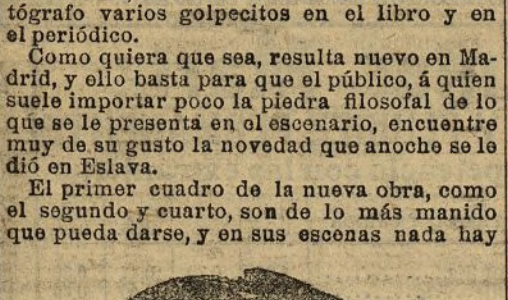 tógrafo varios golpecitos en el libro y en
el periódico.
Como quiera que sea, resulta nuevo en Ma-
drid, y ello basta para que el público, á quien
suele importar poco la piedra filosofal de lo
que se le presenta en el escenario, encuentre
muy de su gusto la novedad que anoche se le
dió en Eslava.
El primer cuadro de la nueva obra, como
el segundo y cuarto, son de lo más manido
que pueda darse, y en sus escenas nada hay